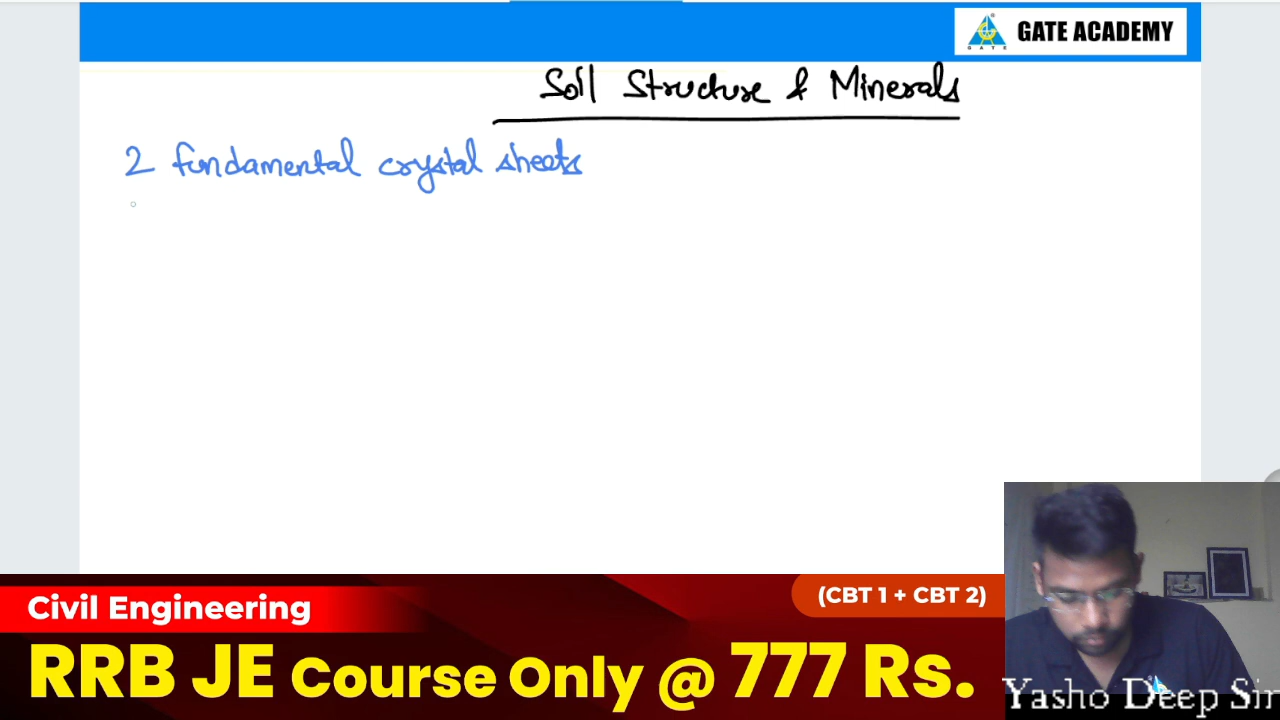 GATE ACADEMY
GATE
Soil Structure & Minerals
2 fundamental crystal sheets
Civil Engineering
(CBT 1 + CBT 2)
RRB JE Course Only @ 777 Rs.
Yasho Deep Sir